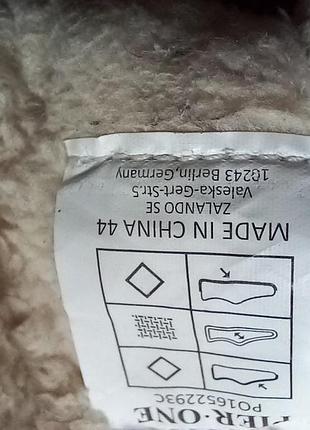 PIER·ONE
PO1652293C
MADE IN CHINA 44
ZALANDO SE
Valeska-Gert-Str.5
10243 Berlin,Germany